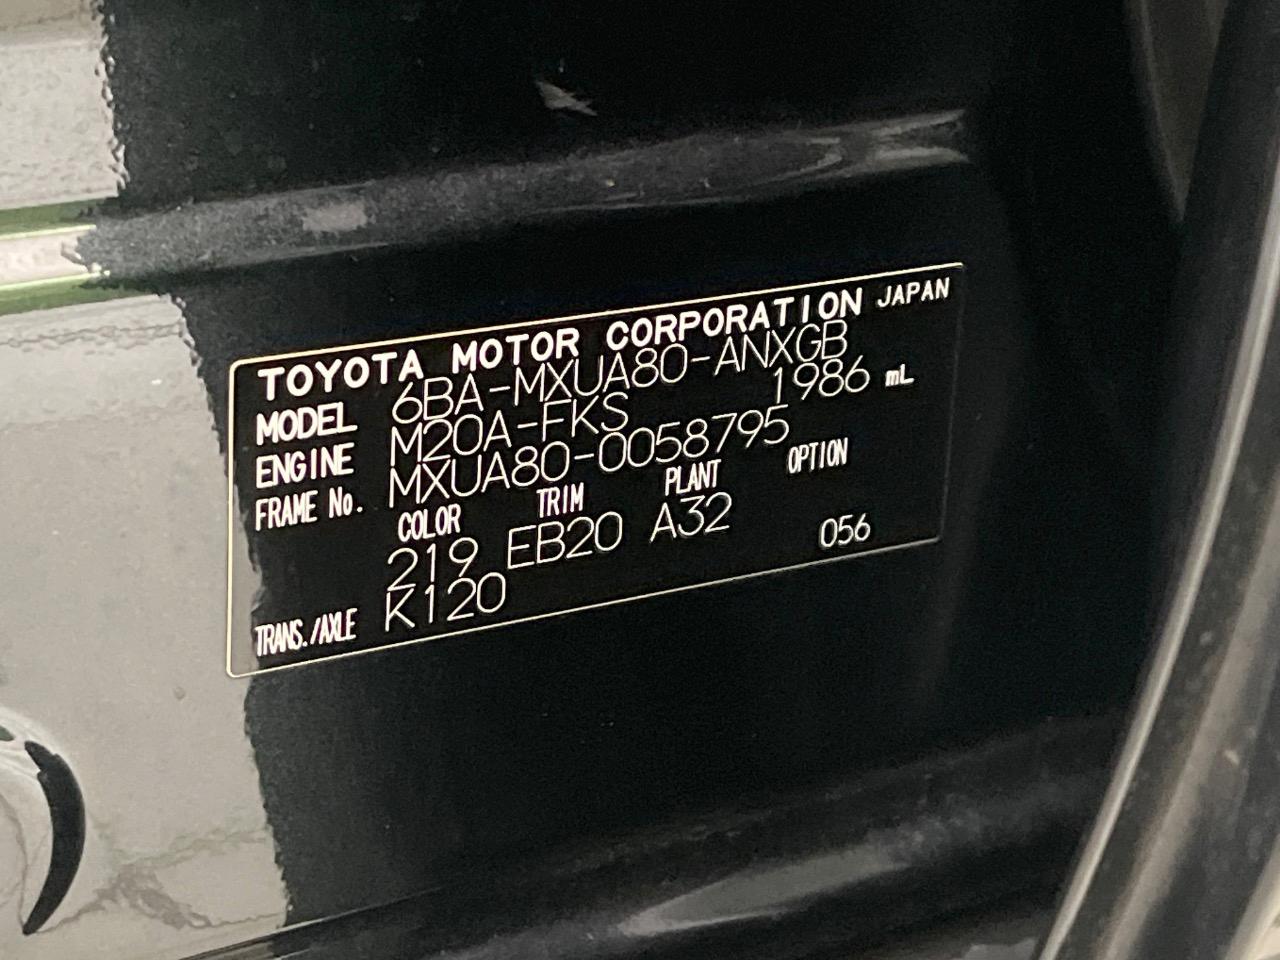 TOYOTA MOTOR CORPORATION JAPAN
MODEL 6BA-MXUA80-ANXGB
ENGINE M20A-FKS 1986 mL
FRAME No. MXUA80-0058795
COLOR TRIM PLANT OPTION
219 EB20 A32 056
TRANS./AXLE K120